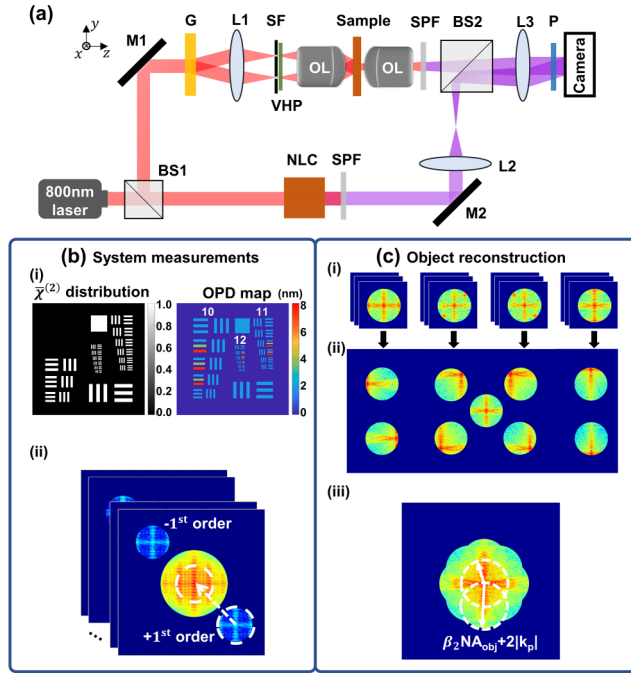 (a)
y
x
z
M1
G
L1
SF
Sample
SPF
BS2
L3
P
OL
OL
Camera
VHP
BS1
NLC
SPF
L2
800nm
laser
M2
(b) System measurements
(i)
χ̅⁽²⁾ distribution
OPD map
(nm)
1.0
0.8
0.6
0.4
0.2
0.0
10
11
12
8
6
4
2
0
(ii)
-1st order
+1st order
...
(c) Object reconstruction
(i)
(ii)
(iii)
β₂NAobj+2|kp|